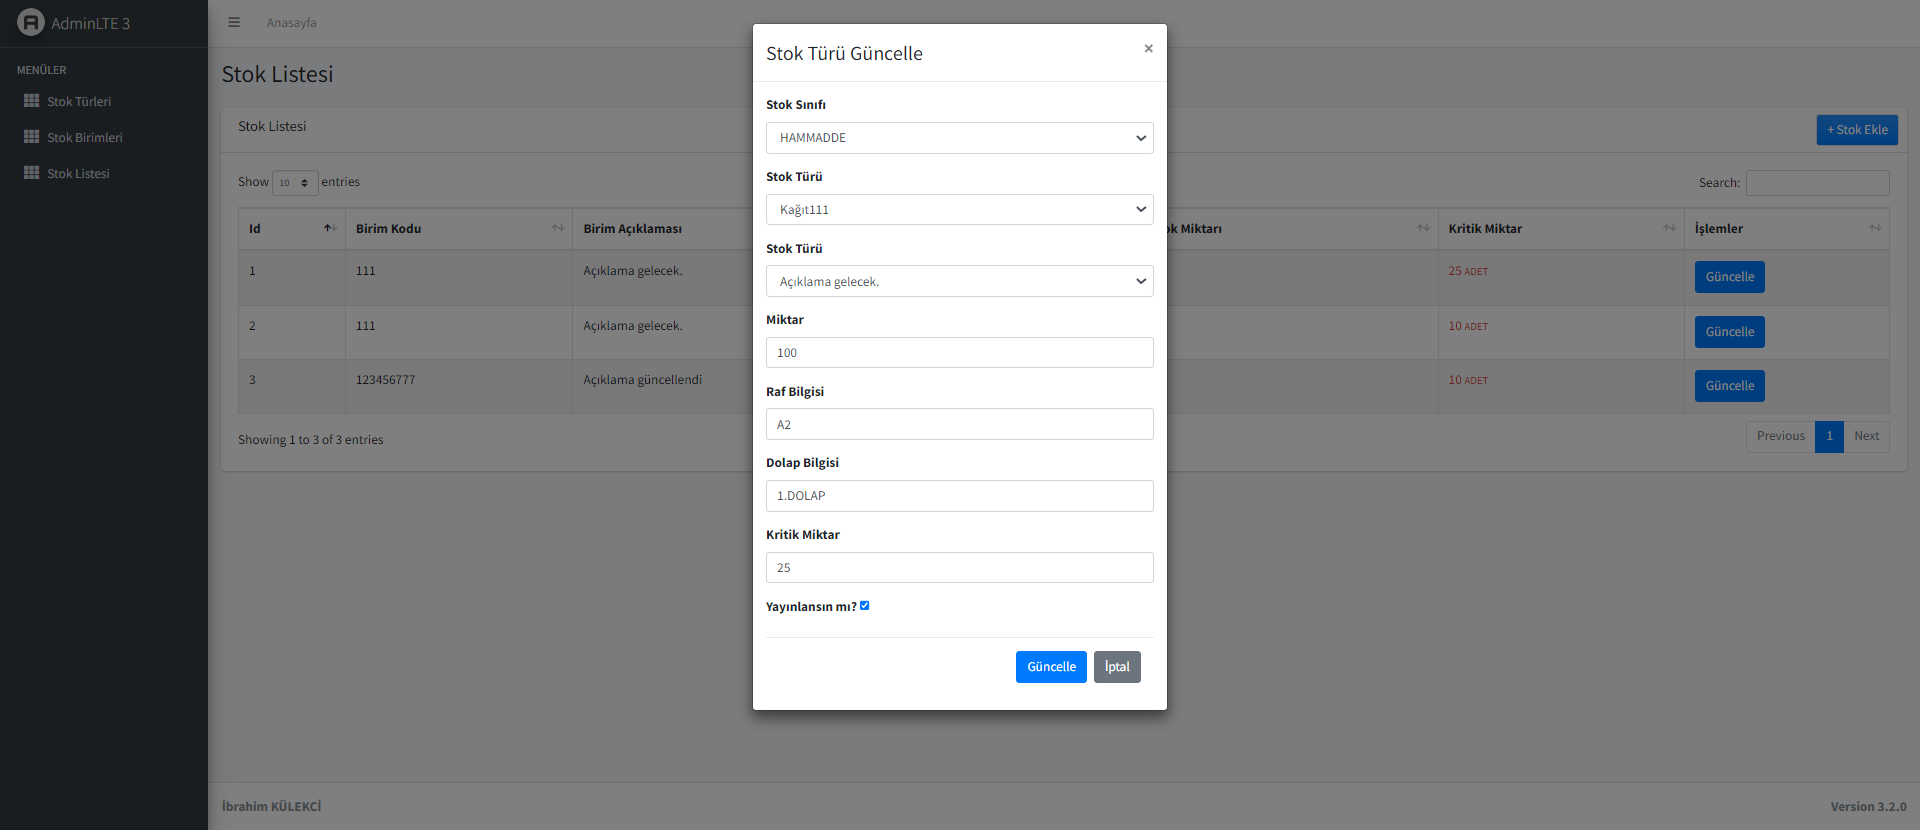 AdminLTE 3
MENÜLER
Stok Türleri
Stok Birimleri
Stok Listesi
Anasayfa
Stok Listesi
Stok Listesi
+ Stok Ekle
Show 10 entries
Search:
Id Birim Kodu Birim Açıklaması Miktarı Kritik Miktar İşlemler
1 111 Açıklama gelecek. 25 ADET Güncelle
2 111 Açıklama gelecek. 10 ADET Güncelle
3 123456777 Açıklama güncellendi 10 ADET Güncelle
Showing 1 to 3 of 3 entries
Previous 1 Next
İbrahim KÜLEKCİ
Version 3.2.0
Stok Türü Güncelle
×
Stok Sınıfı
HAMMADDE
Stok Türü
Kağıt111
Stok Türü
Açıklama gelecek.
Miktar
100
Raf Bilgisi
A2
Dolap Bilgisi
1.DOLAP
Kritik Miktar
25
Yayınlansın mı?
Güncelle İptal